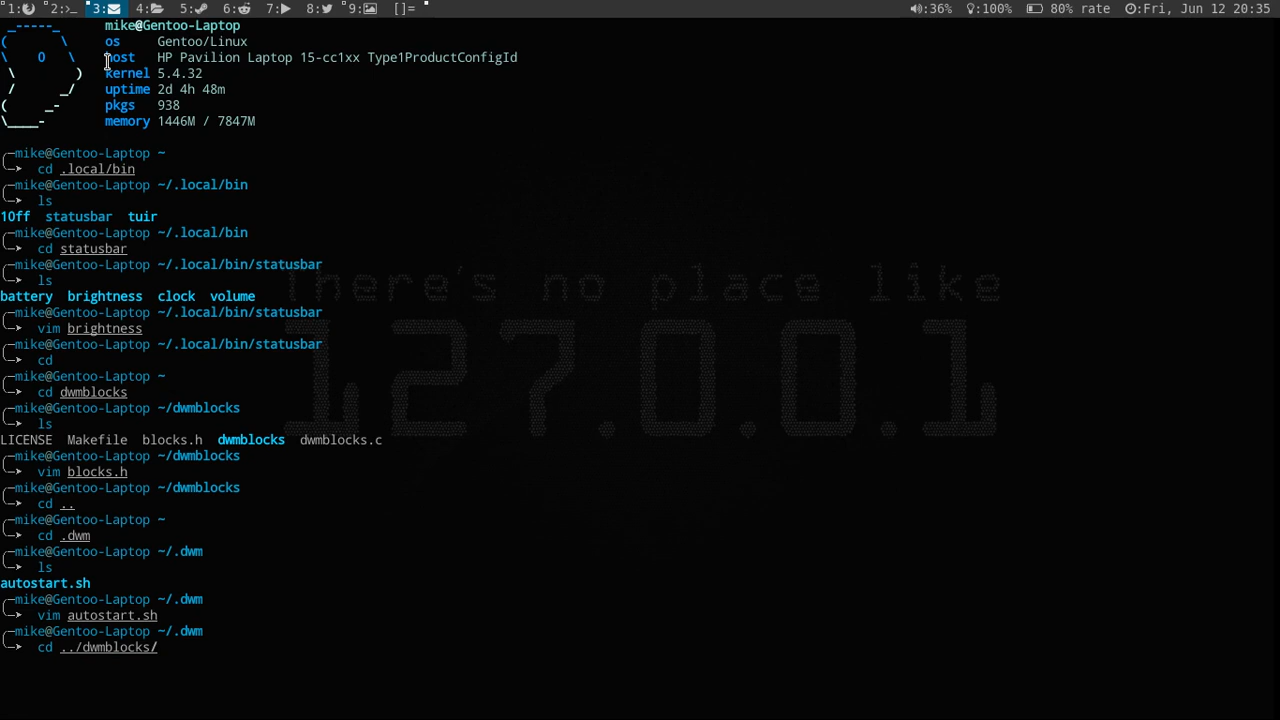 1: 2:>_ 3: 4: 5: 6: 7: 8: 9: []= 36% 100% 80% rate Fri, Jun 12 20:35
_-----_ mike@Gentoo-Laptop
( \ os Gentoo/Linux
\ 0 \ host HP Pavilion Laptop 15-cc1xx Type1ProductConfigId
\ ) kernel 5.4.32
/ _/ uptime 2d 4h 48m
( _- pkgs 938
\____- memory 1446M / 7847M
mike@Gentoo-Laptop ~
cd .local/bin
mike@Gentoo-Laptop ~/.local/bin
ls
10ff statusbar tuir
mike@Gentoo-Laptop ~/.local/bin
cd statusbar
mike@Gentoo-Laptop ~/.local/bin/statusbar
ls
battery brightness clock volume
mike@Gentoo-Laptop ~/.local/bin/statusbar
vim brightness
mike@Gentoo-Laptop ~/.local/bin/statusbar
cd
mike@Gentoo-Laptop ~
cd dwmblocks
mike@Gentoo-Laptop ~/dwmblocks
ls
LICENSE Makefile blocks.h dwmblocks dwmblocks.c
mike@Gentoo-Laptop ~/dwmblocks
vim blocks.h
mike@Gentoo-Laptop ~/dwmblocks
cd ..
mike@Gentoo-Laptop ~
cd .dwm
mike@Gentoo-Laptop ~/.dwm
ls
autostart.sh
mike@Gentoo-Laptop ~/.dwm
vim autostart.sh
mike@Gentoo-Laptop ~/.dwm
cd ../dwmblocks/
there's no place like
127.0.0.1